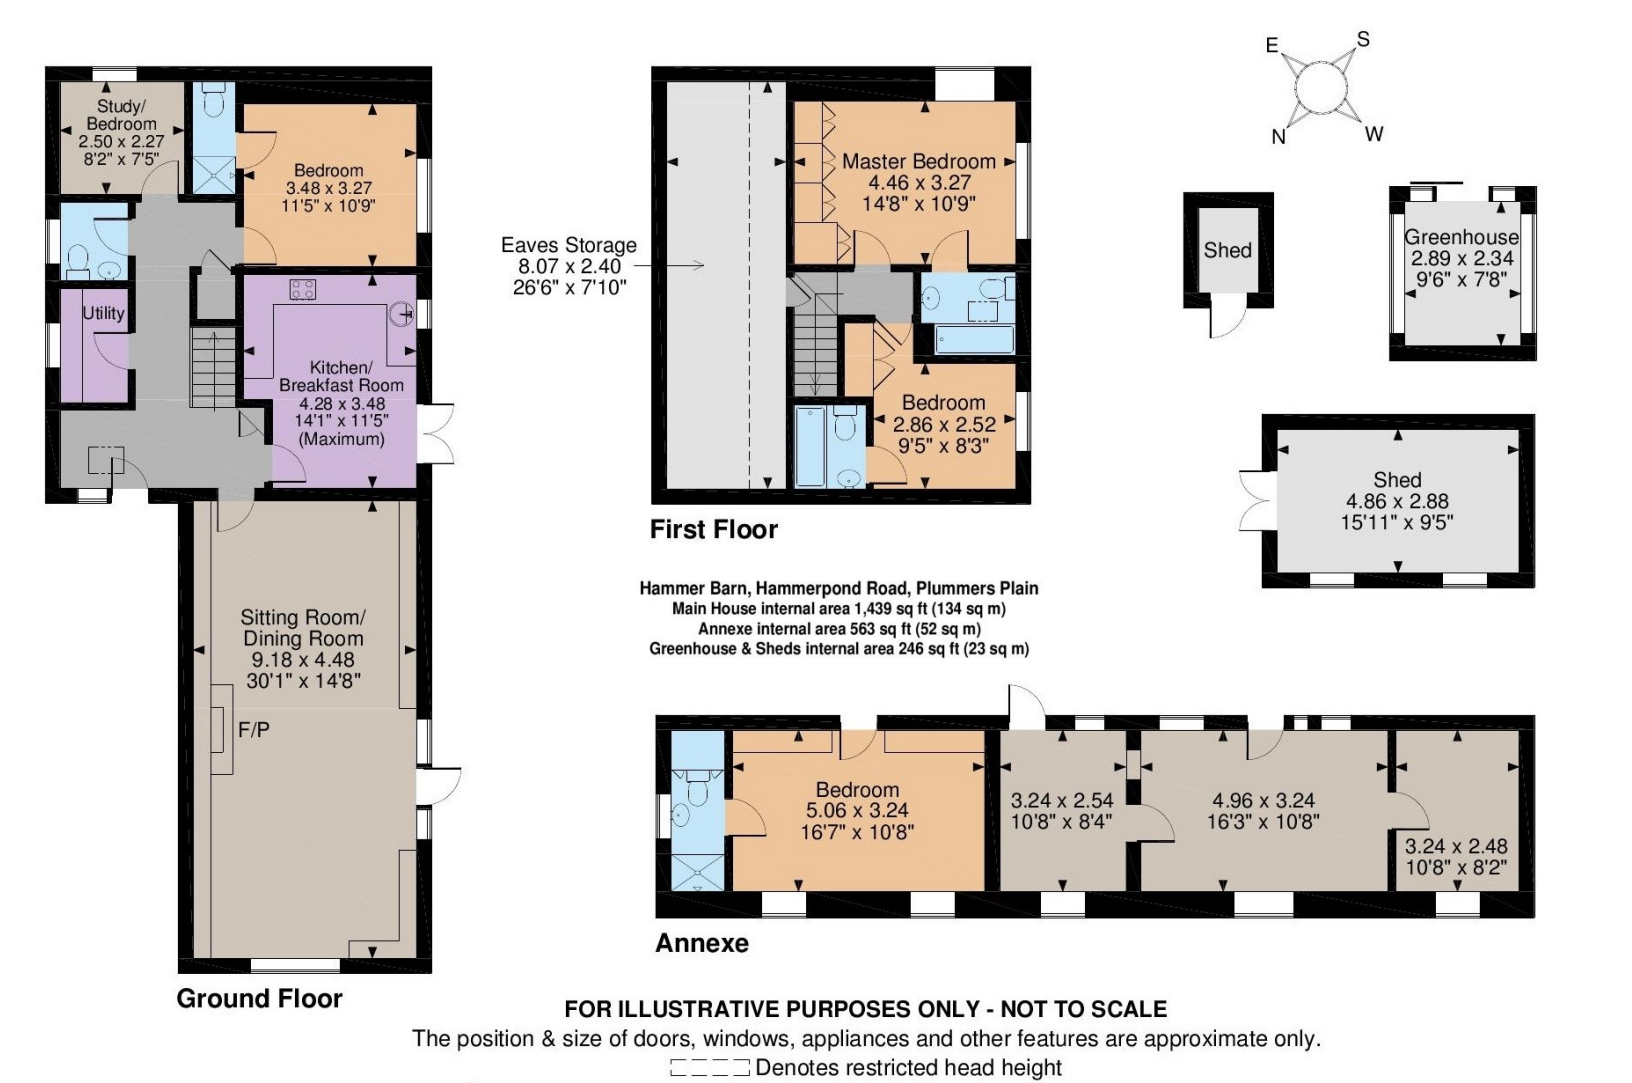 E
S
N
W
Study/
Bedroom
2.50 x 2.27
8'2" x 7'5"
Bedroom
3.48 x 3.27
11'5" x 10'9"
Utility
Kitchen/
Breakfast Room
4.28 x 3.48
14'1" x 11'5"
(Maximum)
Sitting Room/
Dining Room
9.18 x 4.48
30'1" x 14'8"
F/P
Ground Floor
Eaves Storage
8.07 x 2.40
26'6" x 7'10"
Master Bedroom
4.46 x 3.27
14'8" x 10'9"
Bedroom
2.86 x 2.52
9'5" x 8'3"
First Floor
Shed
Greenhouse
2.89 x 2.34
9'6" x 7'8"
Shed
4.86 x 2.88
15'11" x 9'5"
Hammer Barn, Hammerpond Road, Plummers Plain
Main House internal area 1,439 sq ft (134 sq m)
Annexe internal area 563 sq ft (52 sq m)
Greenhouse & Sheds internal area 246 sq ft (23 sq m)
Bedroom
5.06 x 3.24
16'7" x 10'8"
3.24 x 2.54
10'8" x 8'4"
4.96 x 3.24
16'3" x 10'8"
3.24 x 2.48
10'8" x 8'2"
Annexe
FOR ILLUSTRATIVE PURPOSES ONLY - NOT TO SCALE
The position & size of doors, windows, appliances and other features are approximate only.
Denotes restricted head height